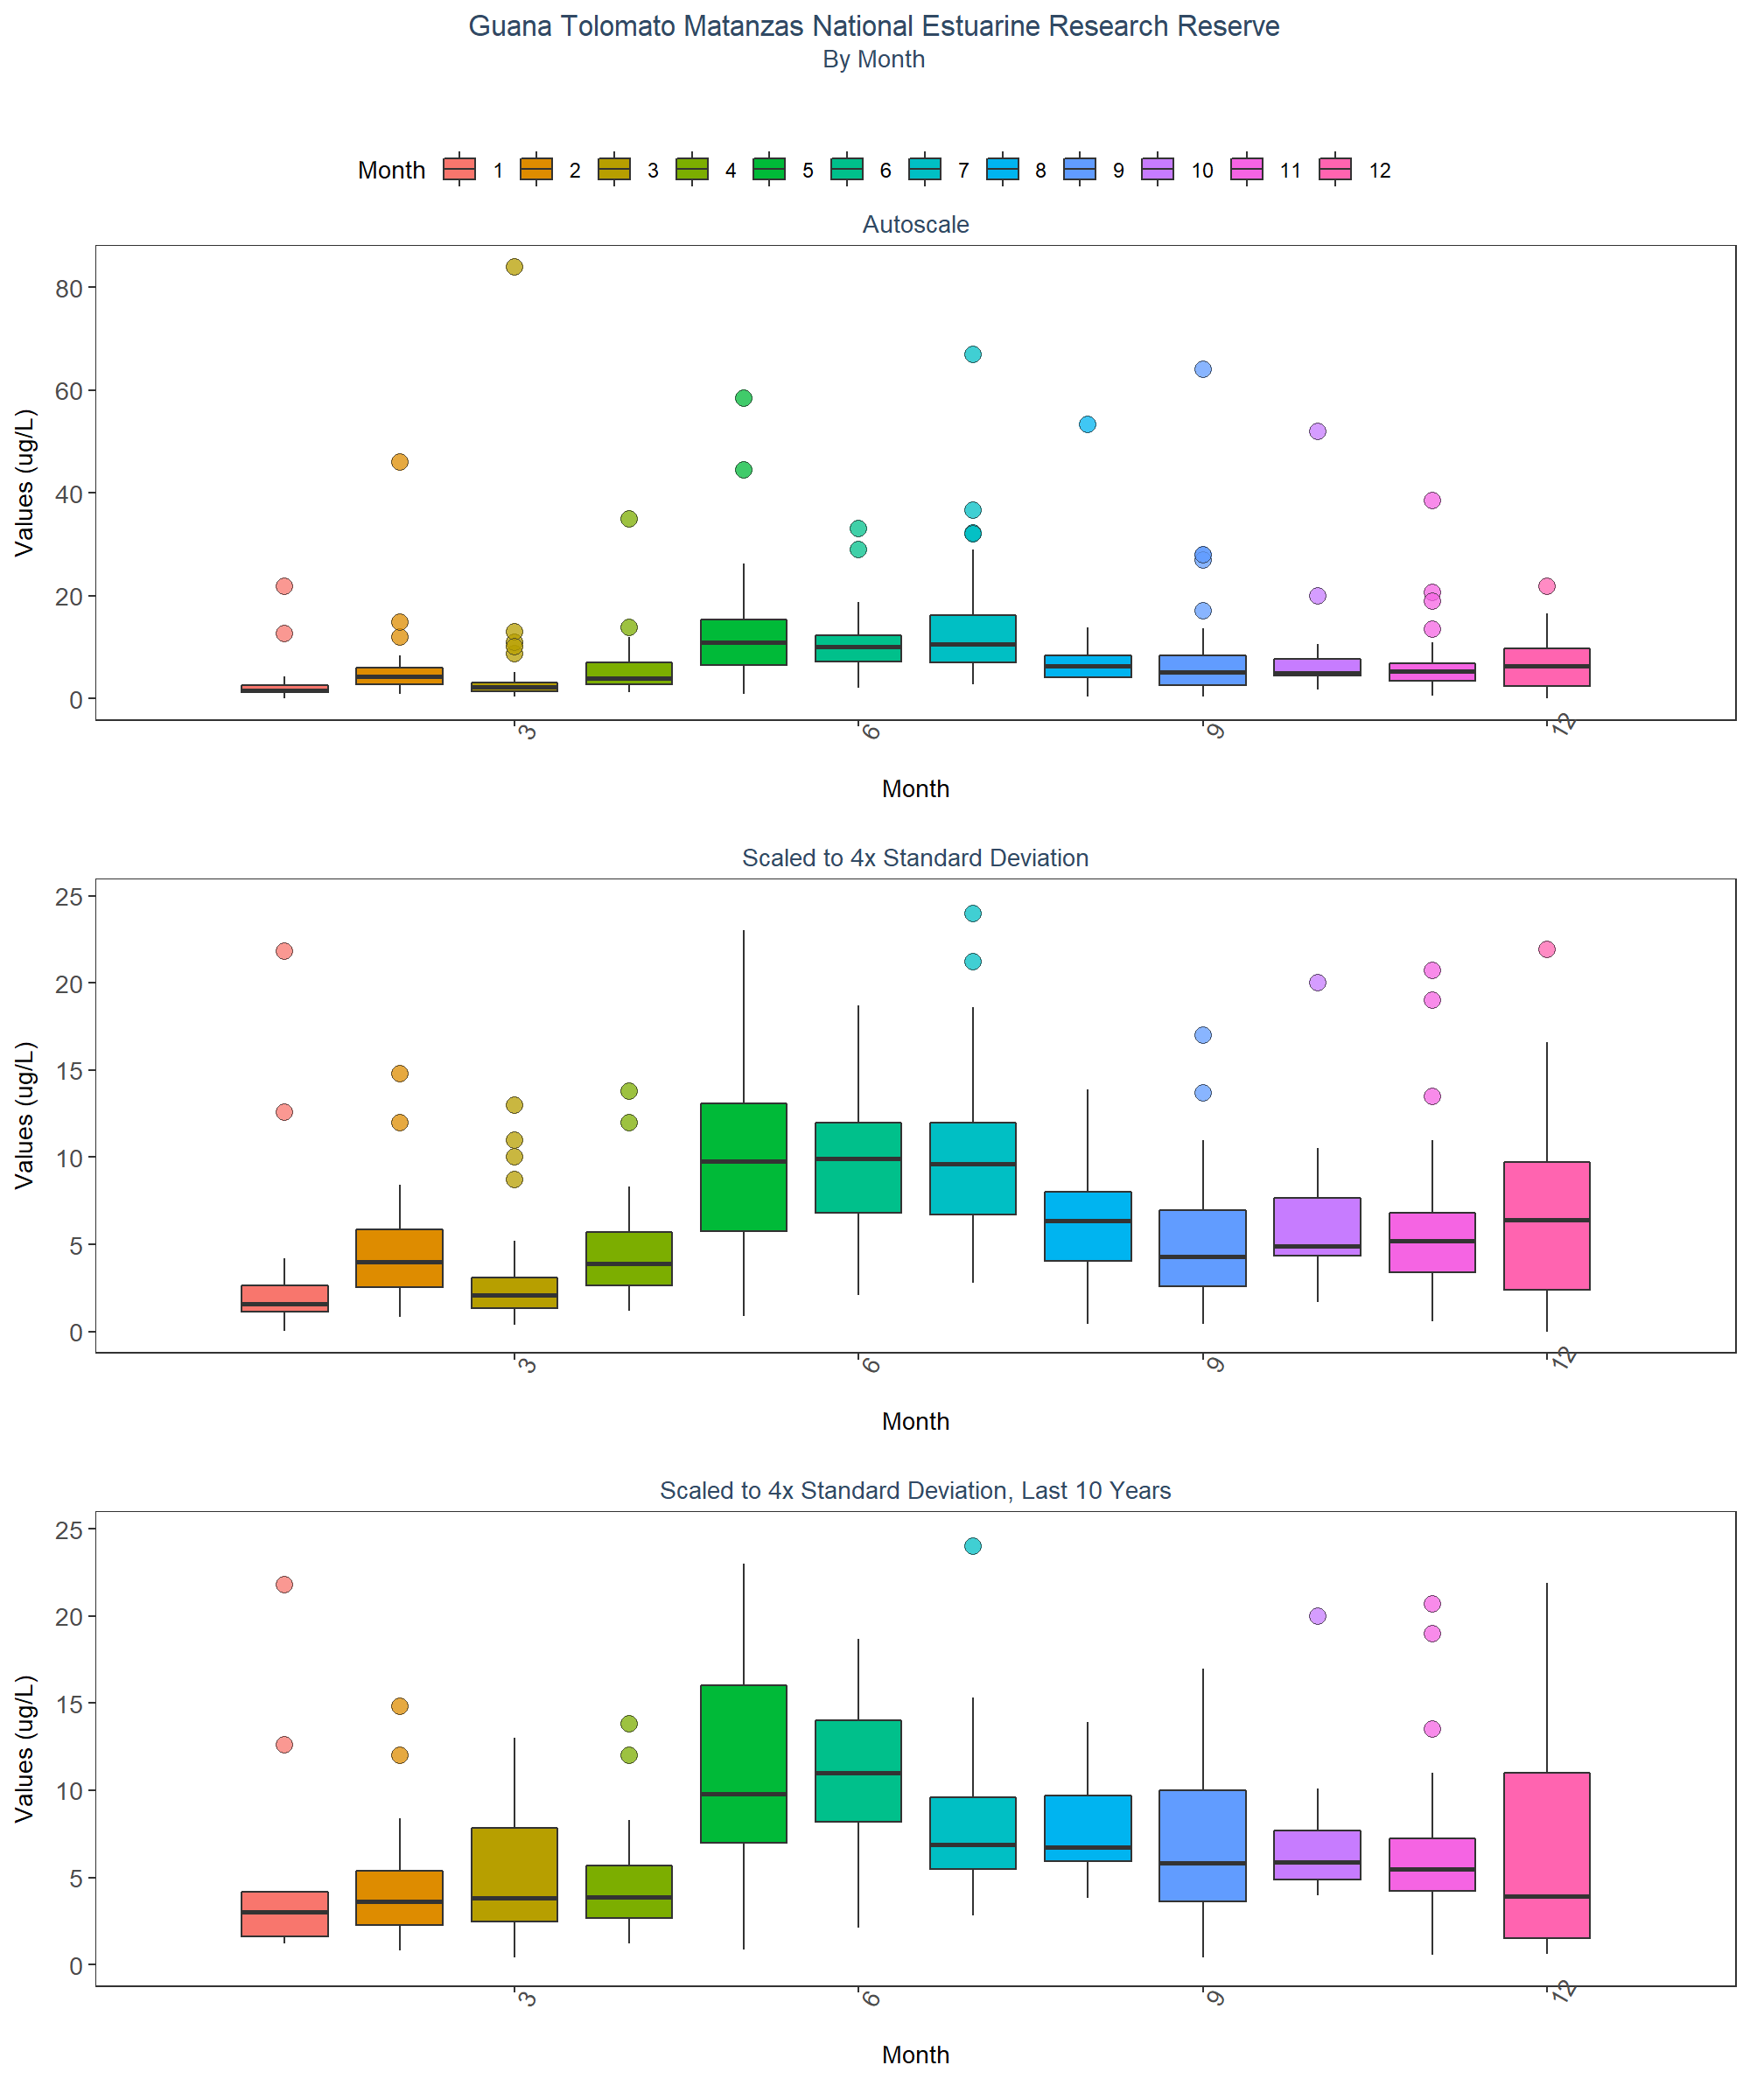 Guana Tolomato Matanzas National Estuarine Research Reserve
By Month
Month 1 2 3 4 5 6 7 8 9 10 11 12
Autoscale
Values (ug/L)
80
60
40
20
0
3 6 9 12
Month
Scaled to 4x Standard Deviation
Values (ug/L)
25
20
15
10
5
0
3 6 9 12
Month
Scaled to 4x Standard Deviation, Last 10 Years
Values (ug/L)
25
20
15
10
5
0
3 6 9 12
Month